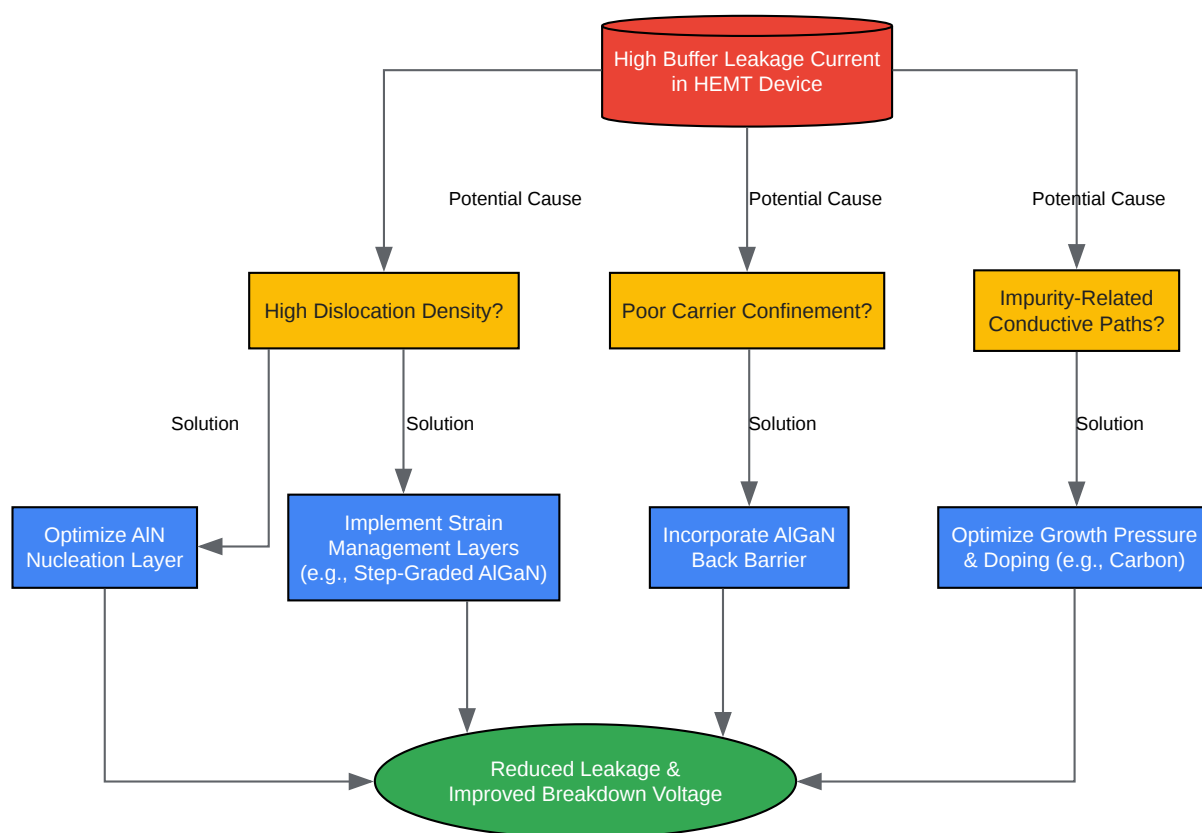 High Buffer Leakage Current
in HEMT Device
Potential Cause
Potential Cause
Potential Cause
High Dislocation Density?
Poor Carrier Confinement?
Impurity-Related
Conductive Paths?
Solution
Solution
Solution
Solution
Optimize AlN
Nucleation Layer
Implement Strain
Management Layers
(e.g., Step-Graded AlGaN)
Incorporate AlGaN
Back Barrier
Optimize Growth Pressure
& Doping (e.g., Carbon)
Reduced Leakage &
Improved Breakdown Voltage